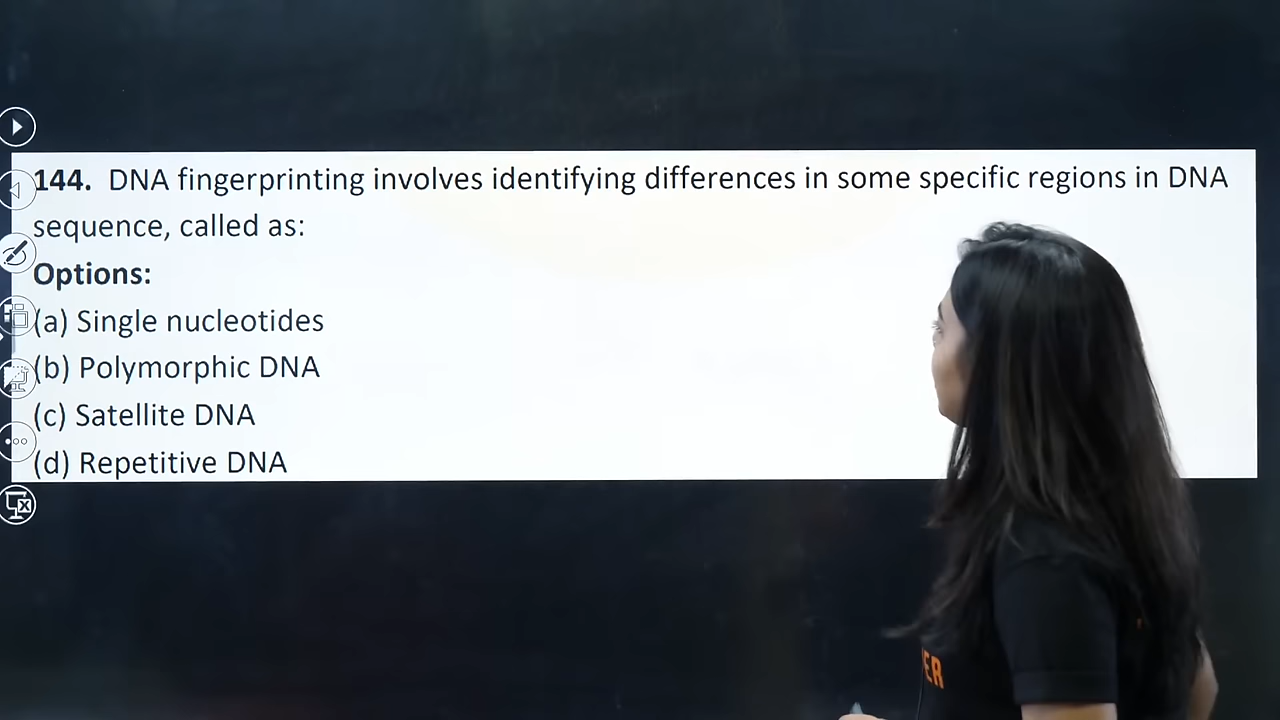 144. DNA fingerprinting involves identifying differences in some specific regions in DNA
sequence, called as:
Options:
(a) Single nucleotides
(b) Polymorphic DNA
(c) Satellite DNA
(d) Repetitive DNA
ER